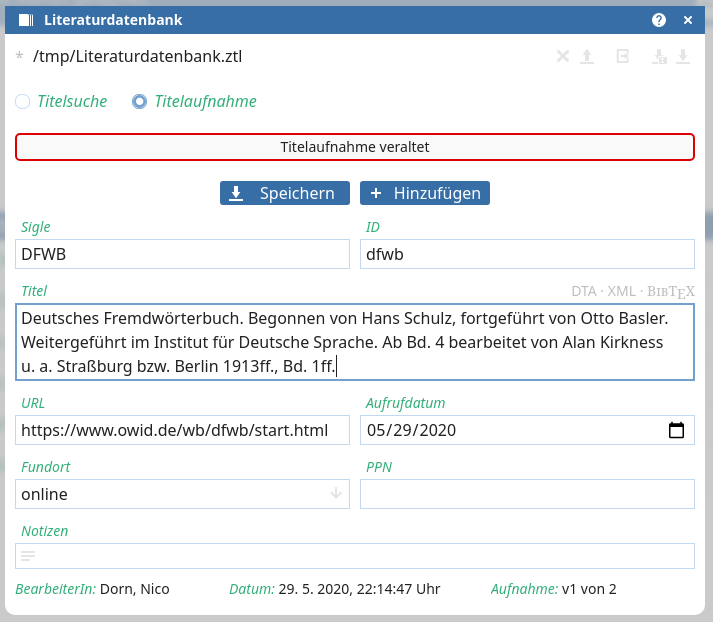 Literaturdatenbank ? ×
* /tmp/Literaturdatenbank.ztl
Titelsuche Titelaufnahme
Titelaufnahme veraltet
Speichern + Hinzufügen
Sigle ID
DFWB dfwb
Titel DTA · XML · BIBTEX
Deutsches Fremdwörterbuch. Begonnen von Hans Schulz, fortgeführt von Otto Basler.
Weitergeführt im Institut für Deutsche Sprache. Ab Bd. 4 bearbeitet von Alan Kirkness
u. a. Straßburg bzw. Berlin 1913ff., Bd. 1ff.
URL Aufrufdatum
https://www.owid.de/wb/dfwb/start.html 05/29/2020
Fundort PPN
online
Notizen
BearbeiterIn: Dorn, Nico Datum: 29. 5. 2020, 22:14:47 Uhr Aufnahme: v1 von 2